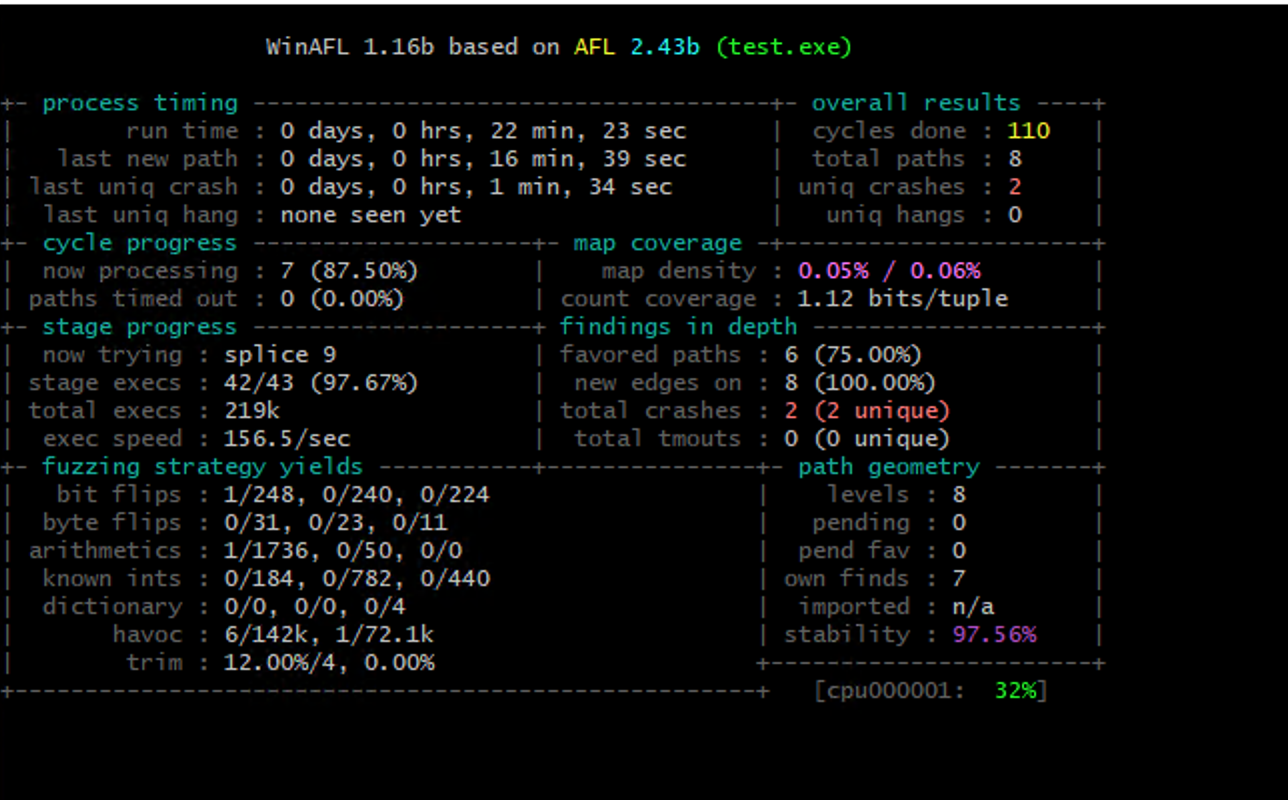 WinAFL 1.16b based on AFL 2.43b (test.exe)
+- process timing -------------------------------------+- overall results ----+
|        run time : 0 days, 0 hrs, 22 min, 23 sec      |  cycles done : 110   |
|   last new path : 0 days, 0 hrs, 16 min, 39 sec      |  total paths : 8     |
| last uniq crash : 0 days, 0 hrs, 1 min, 34 sec       | uniq crashes : 2     |
|  last uniq hang : none seen yet                      |   uniq hangs : 0     |
+- cycle progress --------------------+- map coverage -+----------------------+
|  now processing : 7 (87.50%)        |    map density : 0.05% / 0.06%        |
| paths timed out : 0 (0.00%)         | count coverage : 1.12 bits/tuple      |
+- stage progress --------------------+ findings in depth --------------------+
|  now trying : splice 9              | favored paths : 6 (75.00%)            |
| stage execs : 42/43 (97.67%)        |  new edges on : 8 (100.00%)           |
| total execs : 219k                  | total crashes : 2 (2 unique)          |
|  exec speed : 156.5/sec             |  total tmouts : 0 (0 unique)          |
+- fuzzing strategy yields -----------+---------------+- path geometry -------+
|   bit flips : 1/248, 0/240, 0/224                   |    levels : 8         |
|  byte flips : 0/31, 0/23, 0/11                      |   pending : 0         |
| arithmetics : 1/1736, 0/50, 0/0                     |  pend fav : 0         |
|  known ints : 0/184, 0/782, 0/440                   | own finds : 7         |
|  dictionary : 0/0, 0/0, 0/4                         |  imported : n/a       |
|       havoc : 6/142k, 1/72.1k                       | stability : 97.56%    |
|        trim : 12.00%/4, 0.00%                       +-----------------------+
+-----------------------------------------------------+   [cpu000001:  32%]